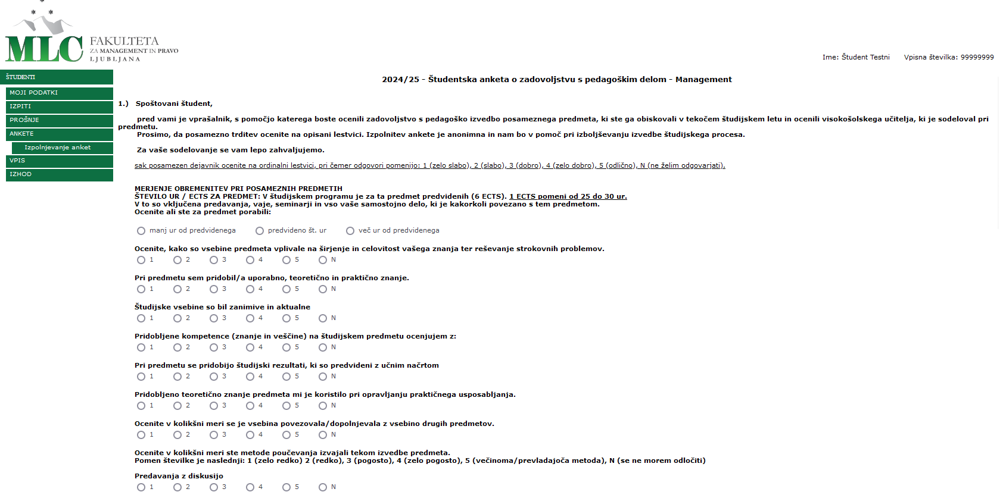 MLC FAKULTETA
ZA MANAGEMENT IN PRAVO
LJUBLJANA
Ime: Študent Testni Vpisna številka: 99999999
ŠTUDENTI
MOJI PODATKI
IZPITI
PROŠNJE
ANKETE
Izpolnjevanje anket
VPIS
IZHOD
2024/25 - Študentska anketa o zadovoljstvu s pedagoškim delom - Management
1.) Spoštovani študent,
pred vami je vprašalnik, s pomočjo katerega boste ocenili zadovoljstvo s pedagoško izvedbo posameznega predmeta, ki ste ga obiskovali v tekočem študijskem letu in ocenili visokošolskega učitelja, ki je sodeloval pri
predmetu.
Prosimo, da posamezno trditev ocenite na opisani lestvici. Izpolnitev ankete je anonimna in nam bo v pomoč pri izboljševanju izvedbe študijskega procesa.
Za vaše sodelovanje se vam lepo zahvaljujemo.
sak posamezen dejavnik ocenite na ordinalni lestvici, pri čemer odgovori pomenijo: 1 (zelo slabo), 2 (slabo), 3 (dobro), 4 (zelo dobro), 5 (odlično), N (ne želim odgovarjati).
MERJENJE OBREMENITEV PRI POSAMEZNIH PREDMETIH
ŠTEVILO UR / ECTS ZA PREDMET: V študijskem programu je za ta predmet predvidenih (6 ECTS). 1 ECTS pomeni od 25 do 30 ur.
V to so vključena predavanja, vaje, seminarji in vso vaše samostojno delo, ki je kakorkoli povezano s tem predmetom.
Ocenite ali ste za predmet porabili:
manj ur od predvidenega predvideno št. ur več ur od predvidenega
Ocenite, kako so vsebine predmeta vplivale na širjenje in celovitost vašega znanja ter reševanje strokovnih problemov.
1 2 3 4 5 N
Pri predmetu sem pridobil/a uporabno, teoretično in praktično znanje.
1 2 3 4 5 N
Študijske vsebine so bil zanimive in aktualne
1 2 3 4 5 N
Pridobljene kompetence (znanje in veščine) na študijskem predmetu ocenjujem z:
1 2 3 4 5 N
Pri predmetu se pridobijo študijski rezultati, ki so predvideni z učnim načrtom
1 2 3 4 5 N
Pridobljeno teoretično znanje predmeta mi je koristilo pri opravljanju praktičnega usposabljanja.
1 2 3 4 5 N
Ocenite v kolikšni meri se je vsebina povezovala/dopolnjevala z vsebino drugih predmetov.
1 2 3 4 5 N
Ocenite v kolikšni meri ste metode poučevanja izvajali tekom izvedbe predmeta.
Pomen številke je naslednji: 1 (zelo redko) 2 (redko), 3 (pogosto), 4 (zelo pogosto), 5 (večinoma/prevladajoča metoda), N (se ne morem odločiti)
Predavanja z diskusijo
1 2 3 4 5 N